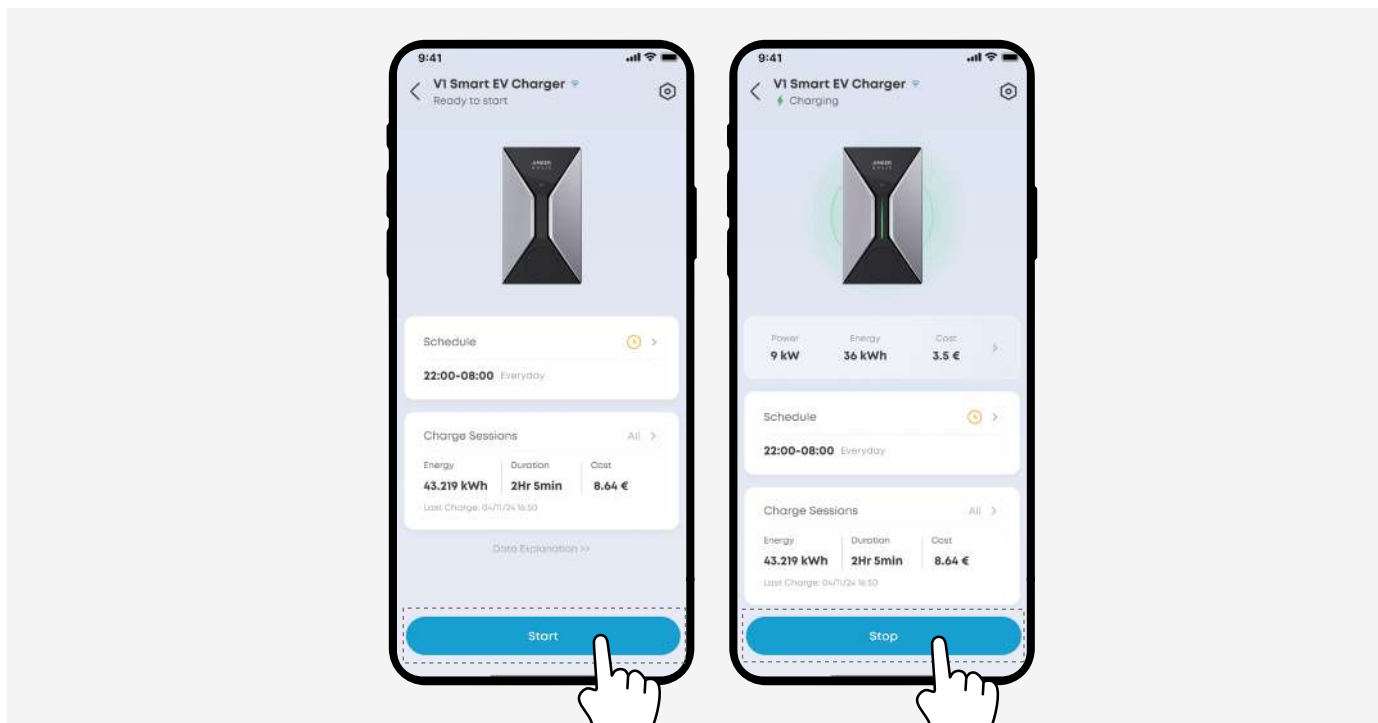 9:41
V1 Smart EV Charger
Ready to start
ANKER
SOLIX
Schedule
22:00-08:00 Everyday
Charge Sessions All >
Energy Duration Cost
43.219 kWh 2Hr 5min 8.64 €
Last Charge: 04/11/24 16:50
Data Explanation >>
Start
9:41
V1 Smart EV Charger
Charging
ANKER
SOLIX
Power Energy Cost
9 kW 36 kWh 3.5 €
Schedule
22:00-08:00 Everyday
Charge Sessions All >
Energy Duration Cost
43.219 kWh 2Hr 5min 8.64 €
Last Charge: 04/11/24 16:50
Stop